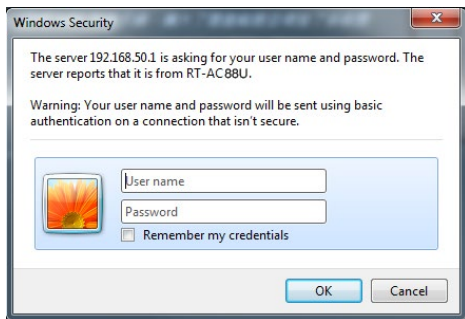 Windows Security
The server 192.168.50.1 is asking for your user name and password. The
server reports that it is from RT-AC88U.
Warning: Your user name and password will be sent using basic
authentication on a connection that isn't secure.
User name
Password
Remember my credentials
OK Cancel